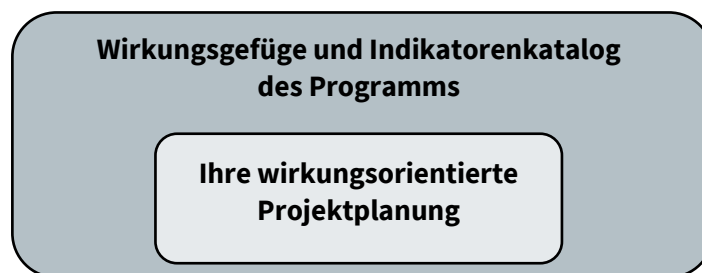 Wirkungsgefüge und Indikatorenkatalog
des Programms
Ihre wirkungsorientierte
Projektplanung